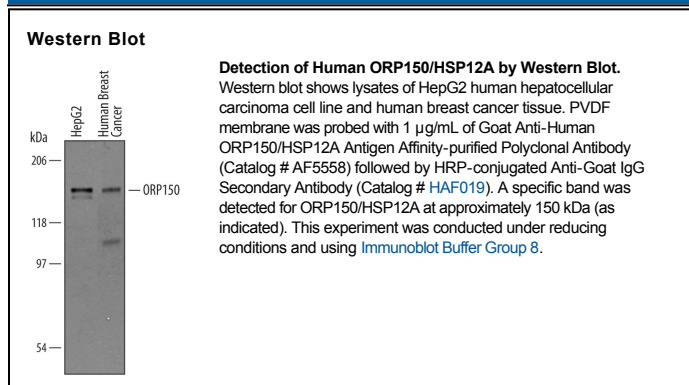 Western Blot
HepG2
Human Breast
Cancer
kDa
206
ORP150
118
97
54
Detection of Human ORP150/HSP12A by Western Blot.
Western blot shows lysates of HepG2 human hepatocellular
carcinoma cell line and human breast cancer tissue. PVDF
membrane was probed with 1 µg/mL of Goat Anti-Human
ORP150/HSP12A Antigen Affinity-purified Polyclonal Antibody
(Catalog # AF5558) followed by HRP-conjugated Anti-Goat IgG
Secondary Antibody (Catalog # HAF019). A specific band was
detected for ORP150/HSP12A at approximately 150 kDa (as
indicated). This experiment was conducted under reducing
conditions and using Immunoblot Buffer Group 8.